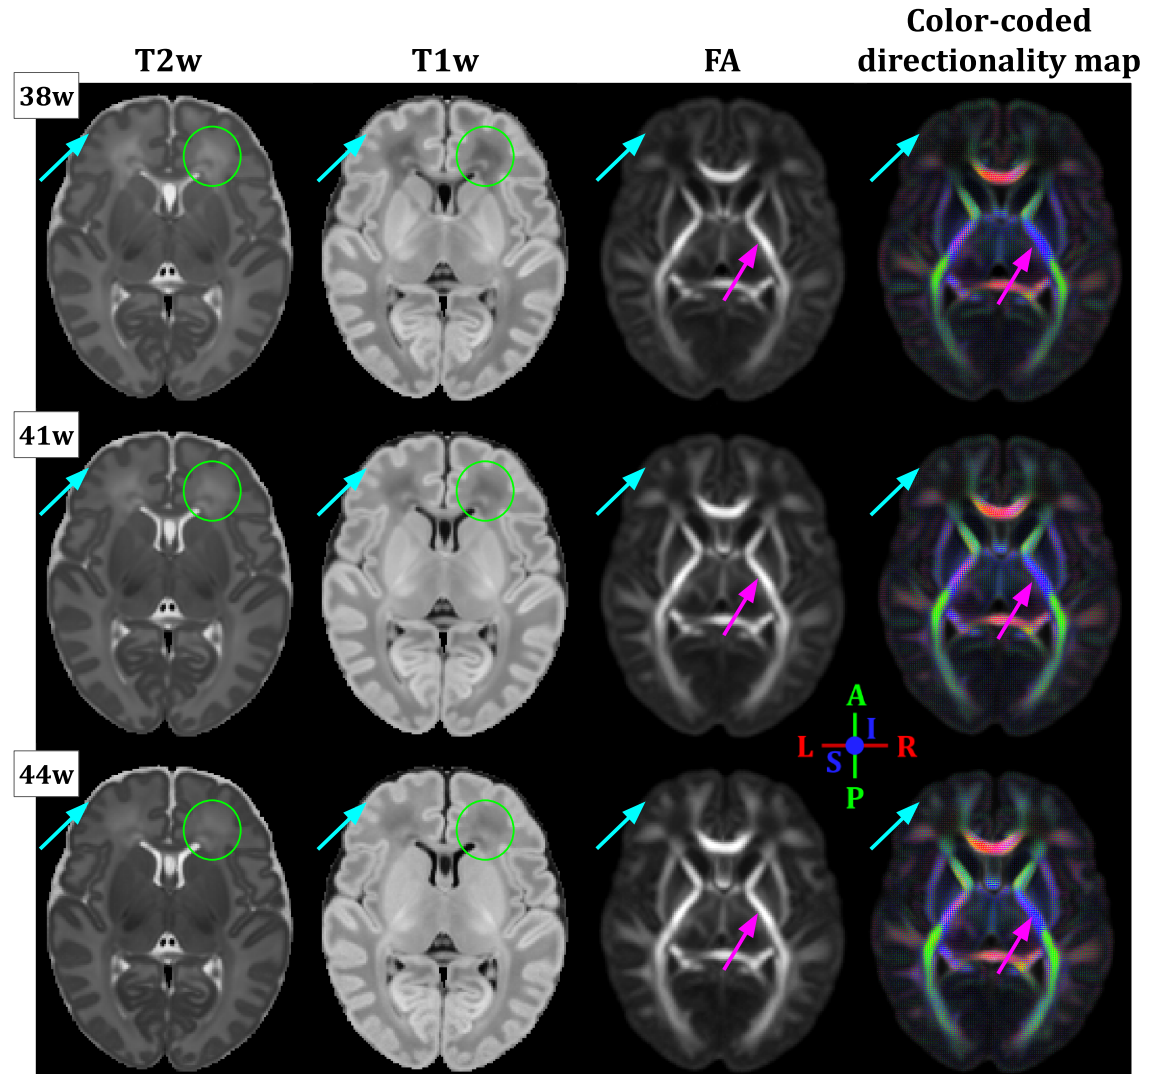 Color-coded
T2w T1w FA directionality map
38w
41w
A
I
L R
S
P
44w